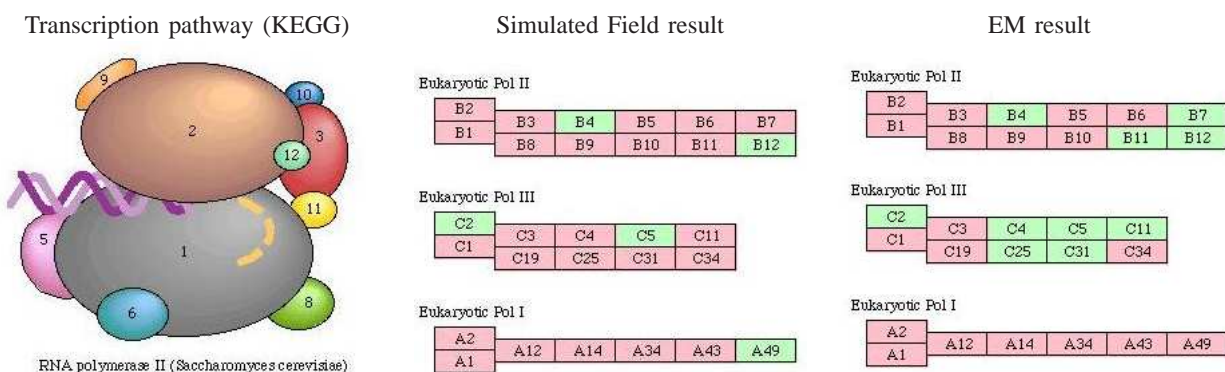 Transcription pathway (KEGG)
9
10
2
3
12
11
5
1
8
6
RNA polymerase II (Saccharomyces cerevisiae)
Simulated Field result
Eukaryotic Pol II
B2
B1
B3 B4 B5 B6 B7
B8 B9 B10 B11 B12
Eukaryotic Pol III
C2
C1
C3 C4 C5 C11
C19 C25 C31 C34
Eukaryotic Pol I
A2
A1
A12 A14 A34 A43 A49
EM result
Eukaryotic Pol II
B2
B1
B3 B4 B5 B6 B7
B8 B9 B10 B11 B12
Eukaryotic Pol III
C2
C1
C3 C4 C5 C11
C19 C25 C31 C34
Eukaryotic Pol I
A2
A1
A12 A14 A34 A43 A49